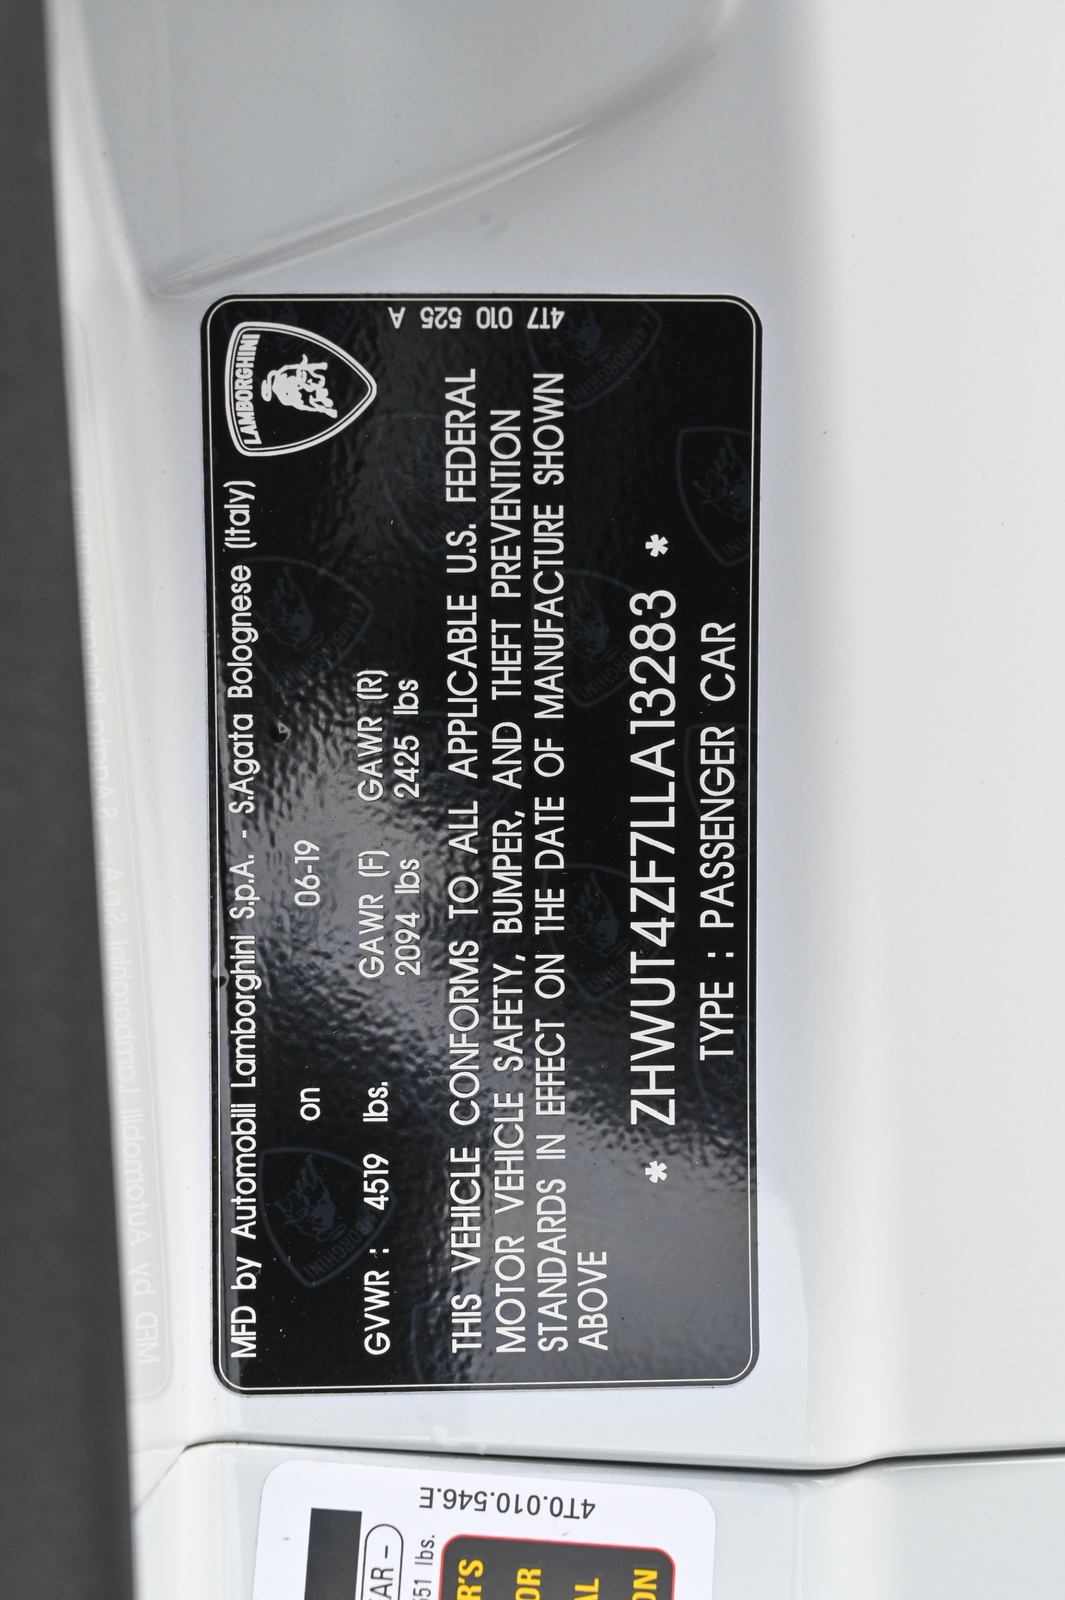 LAMBORGHINI
4T7 010 525 A
MFD by Automobili Lamborghini S.p.A. - S.Agata Bolognese (Italy)
on 06-19
GVWR : 4519 lbs. GAWR (F) GAWR (R)
2094 lbs 2425 lbs
THIS VEHICLE CONFORMS TO ALL APPLICABLE U.S. FEDERAL
MOTOR VEHICLE SAFETY, BUMPER, AND THEFT PREVENTION
STANDARDS IN EFFECT ON THE DATE OF MANUFACTURE SHOWN
ABOVE
* ZHWUT4ZF7LLA13283 *
TYPE : PASSENGER CAR
4T0.010.546.E